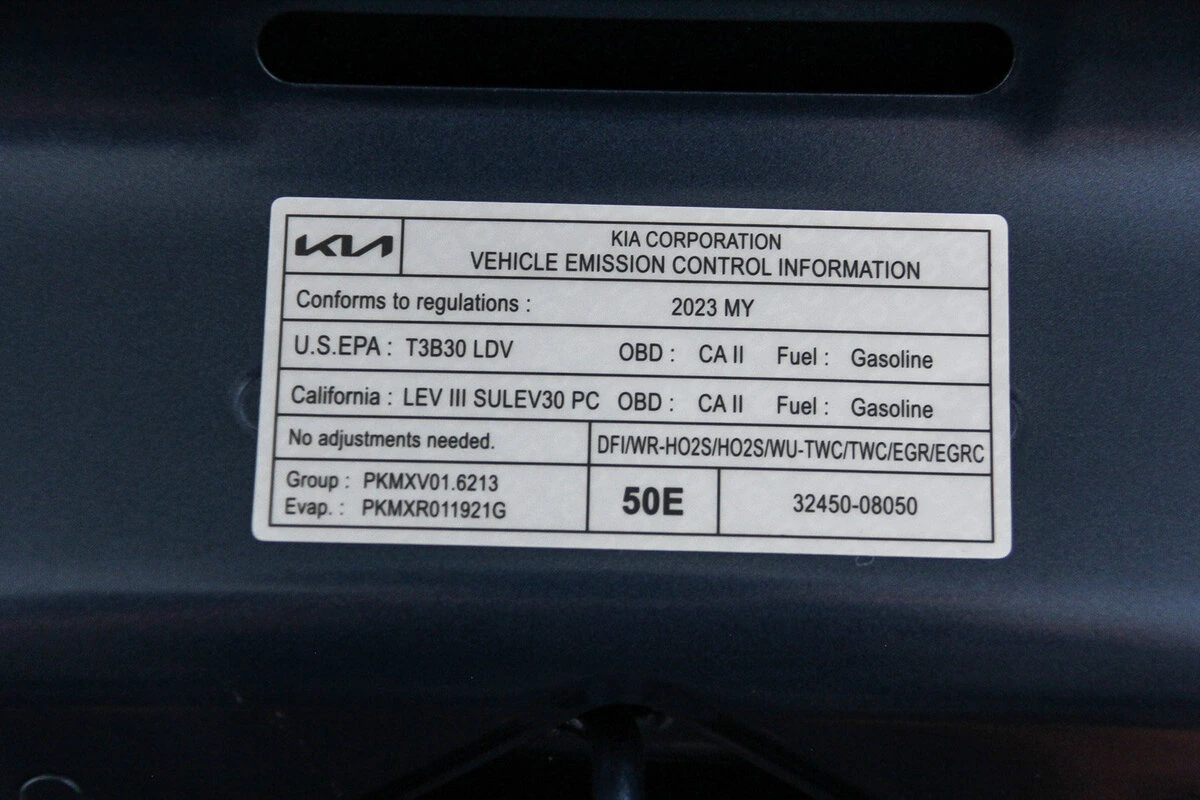 KIA
KIA CORPORATION
VEHICLE EMISSION CONTROL INFORMATION
Conforms to regulations : 2023 MY
U.S.EPA : T3B30 LDV OBD : CA II Fuel : Gasoline
California : LEV III SULEV30 PC OBD : CA II Fuel : Gasoline
No adjustments needed. DFI/WR-HO2S/HO2S/WU-TWC/TWC/EGR/EGRC
Group : PKMXV01.6213
Evap. : PKMXR011921G
50E
32450-08050